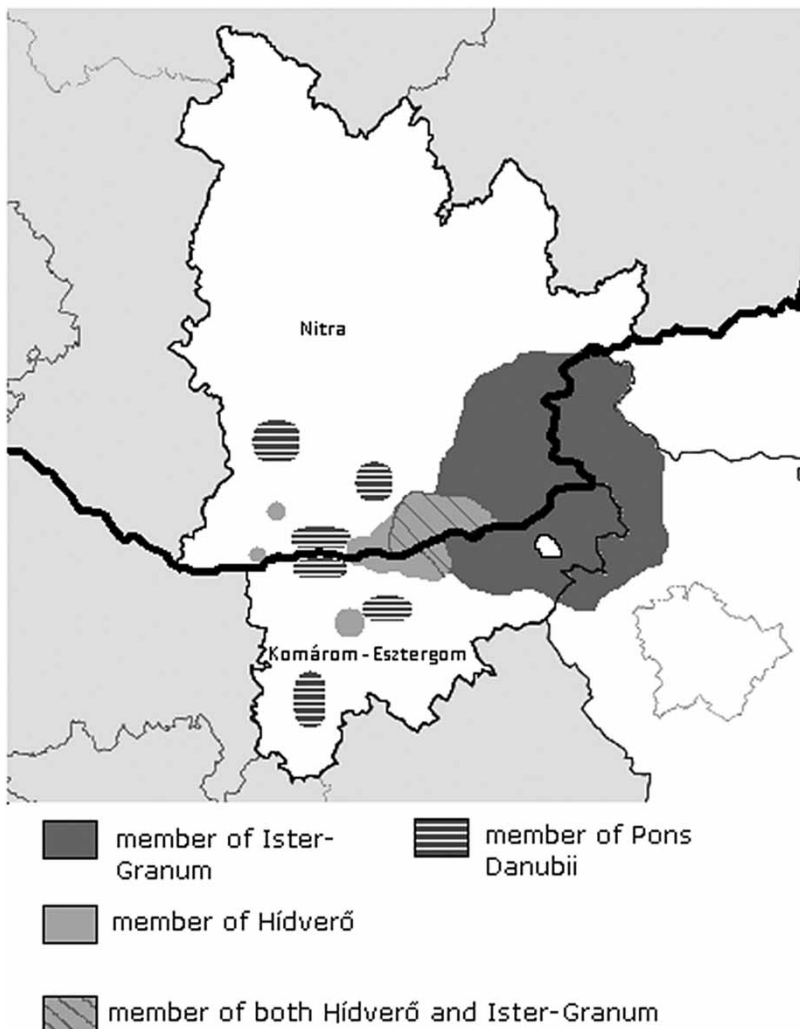 Nitra
Komárom - Esztergom
member of Ister-
Granum
member of Pons
Danubii
member of Hídverő
member of both Hídverő and Ister-Granum